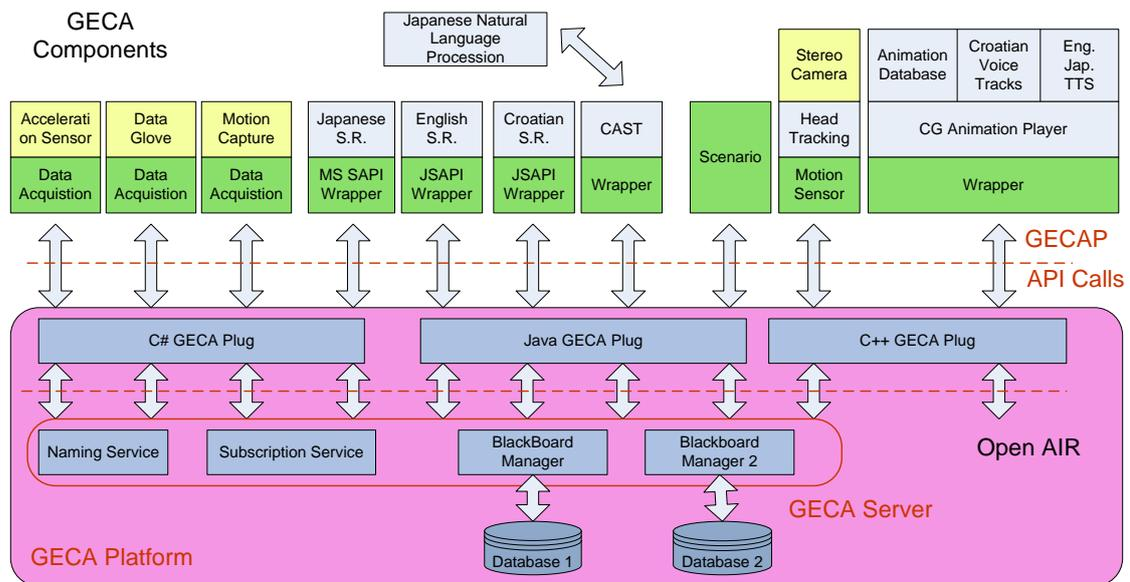 GECA
Components
Japanese Natural
Language
Procession
Stereo
Camera
Animation
Database
Croatian
Voice
Tracks
Eng.
Jap.
TTS
Accelerati
on Sensor
Data
Glove
Motion
Capture
Japanese
S.R.
English
S.R.
Croatian
S.R.
CAST
Scenario
Head
Tracking
CG Animation Player
Data
Acquistion
Data
Acquistion
Data
Acquistion
MS SAPI
Wrapper
JSAPI
Wrapper
JSAPI
Wrapper
Wrapper
Motion
Sensor
Wrapper
GECAP
API Calls
C# GECA Plug
Java GECA Plug
C++ GECA Plug
Naming Service
Subscription Service
BlackBoard
Manager
Blackboard
Manager 2
Open AIR
GECA Server
Database 1
Database 2
GECA Platform